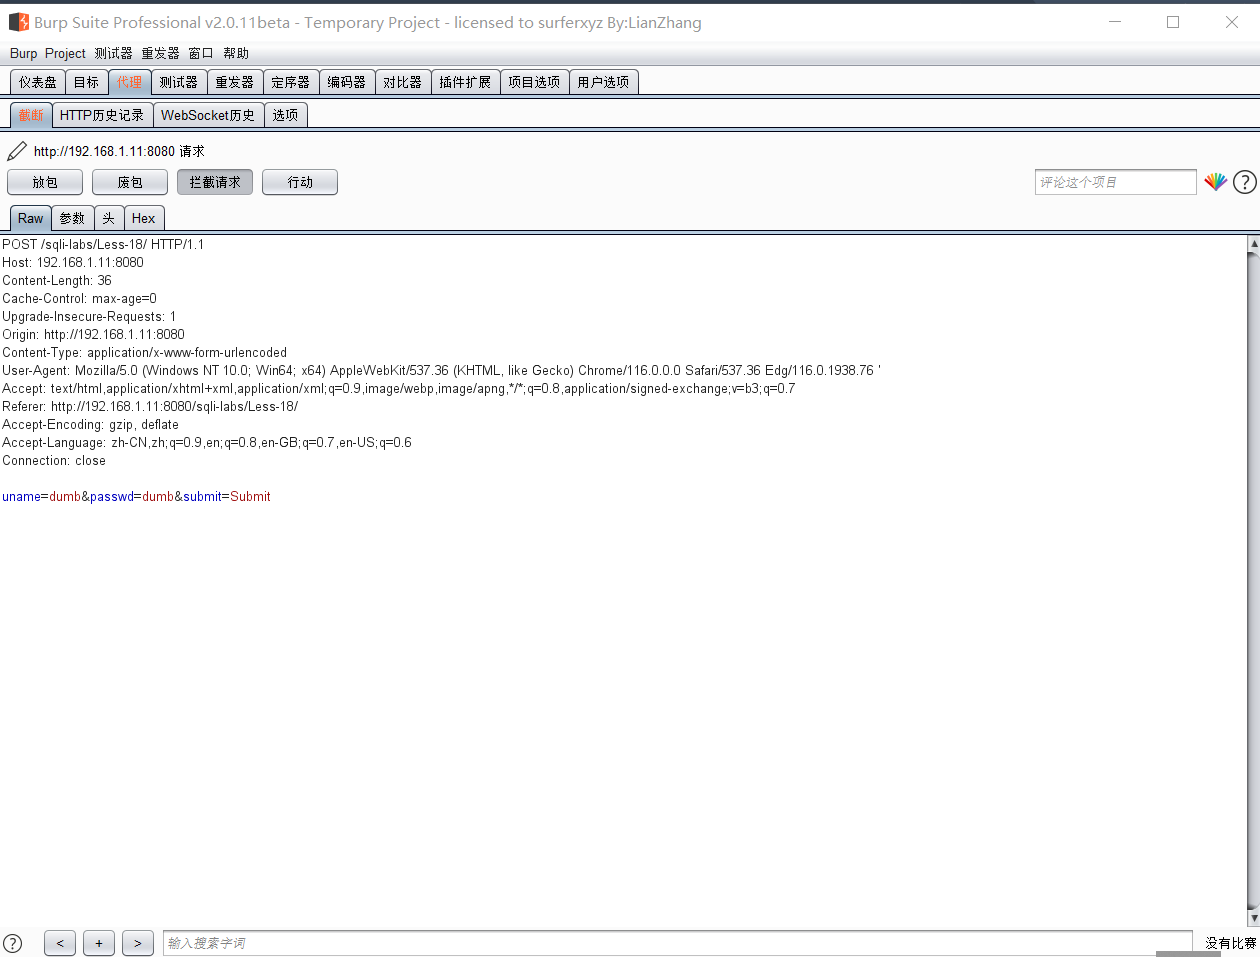 Burp Suite Professional v2.0.11beta - Temporary Project - licensed to surferxyz By:LianZhang
Burp Project 测试器 重发器 窗口 帮助
仪表盘 目标 代理 测试器 重发器 定序器 编码器 对比器 插件扩展 项目选项 用户选项
截断 HTTP历史记录 WebSocket历史 选项
http://192.168.1.11:8080 请求
放包 废包 拦截请求 行动 评论这个项目 ?
Raw 参数 头 Hex
POST /sqli-labs/Less-18/ HTTP/1.1
Host: 192.168.1.11:8080
Content-Length: 36
Cache-Control: max-age=0
Upgrade-Insecure-Requests: 1
Origin: http://192.168.1.11:8080
Content-Type: application/x-www-form-urlencoded
User-Agent: Mozilla/5.0 (Windows NT 10.0; Win64; x64) AppleWebKit/537.36 (KHTML, like Gecko) Chrome/116.0.0.0 Safari/537.36 Edg/116.0.1938.76 '
Accept: text/html,application/xhtml+xml,application/xml;q=0.9,image/webp,image/apng,*/*;q=0.8,application/signed-exchange;v=b3;q=0.7
Referer: http://192.168.1.11:8080/sqli-labs/Less-18/
Accept-Encoding: gzip, deflate
Accept-Language: zh-CN,zh;q=0.9,en;q=0.8,en-GB;q=0.7,en-US;q=0.6
Connection: close
uname=dumb&passwd=dumb&submit=Submit
? < + > 输入搜索字词 没有比赛